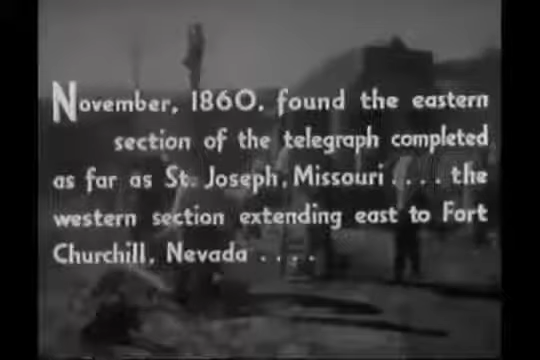 November, 1860, found the eastern
section of the telegraph completed
as far as St. Joseph, Missouri .... the
western section extending east to Fort
Churchill, Nevada ....